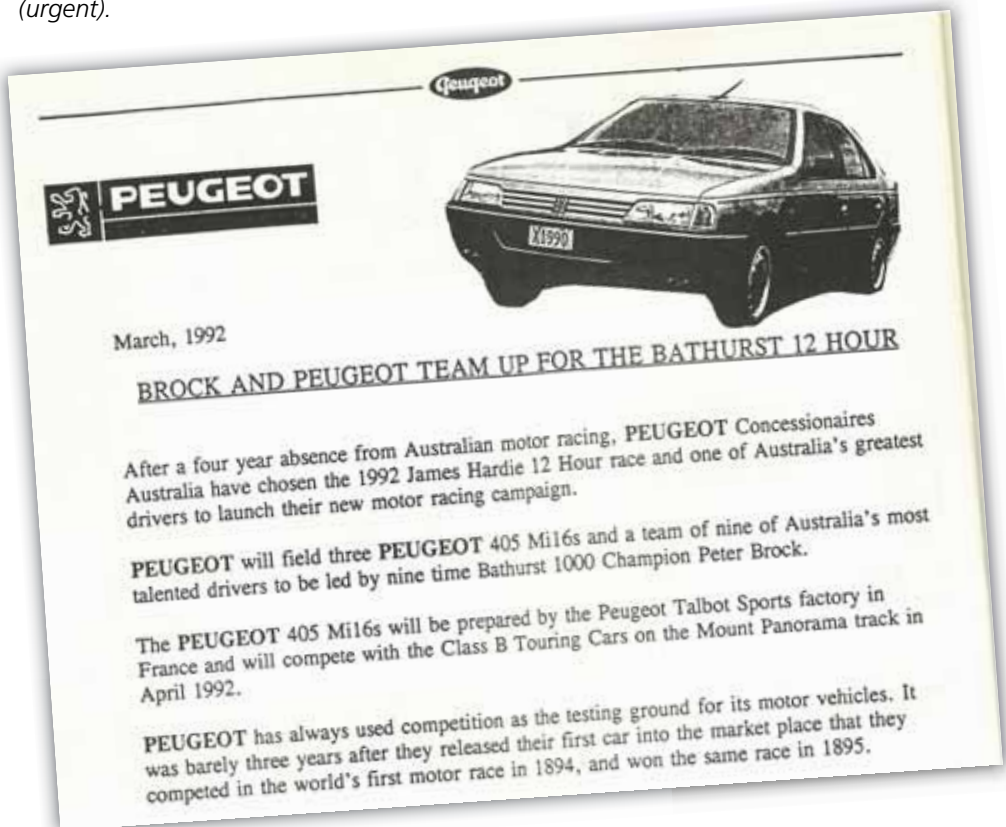 (urgent).
Peugeot
PEUGEOT
X1990
March, 1992
BROCK AND PEUGEOT TEAM UP FOR THE BATHURST 12 HOUR
After a four year absence from Australian motor racing, PEUGEOT Concessionaires
Australia have chosen the 1992 James Hardie 12 Hour race and one of Australia's greatest
drivers to launch their new motor racing campaign.
PEUGEOT will field three PEUGEOT 405 Mi16s and a team of nine of Australia's most
talented drivers to be led by nine time Bathurst 1000 Champion Peter Brock.
The PEUGEOT 405 Mi16s will be prepared by the Peugeot Talbot Sports factory in
France and will compete with the Class B Touring Cars on the Mount Panorama track in
April 1992.
PEUGEOT has always used competition as the testing ground for its motor vehicles. It
was barely three years after they released their first car into the market place that they
competed in the world's first motor race in 1894, and won the same race in 1895.